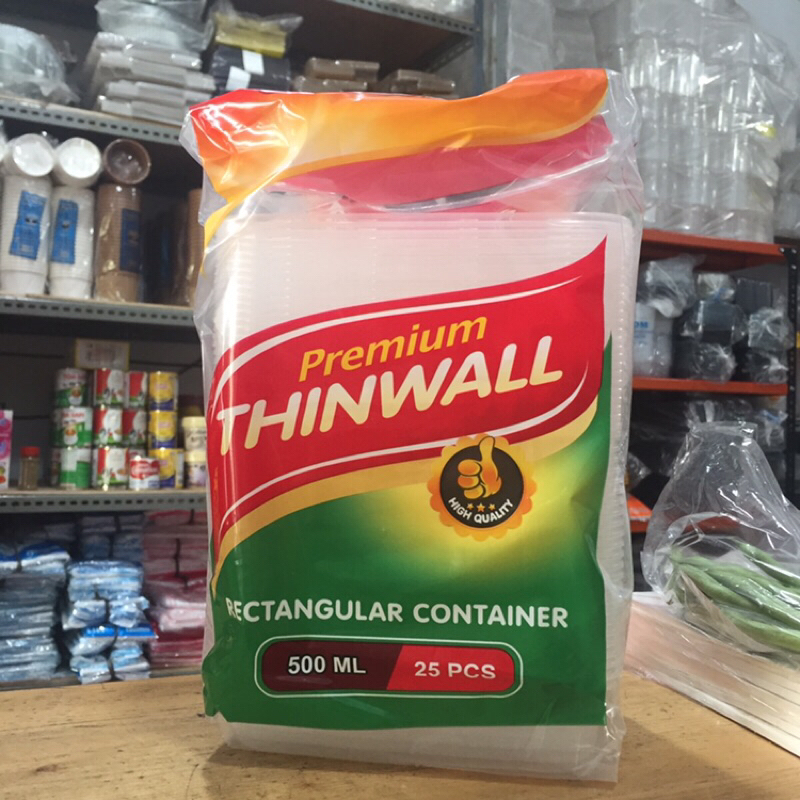 Premium
THINWALL
HIGH QUALITY
RECTANGULAR CONTAINER
500 ML
25 PCS